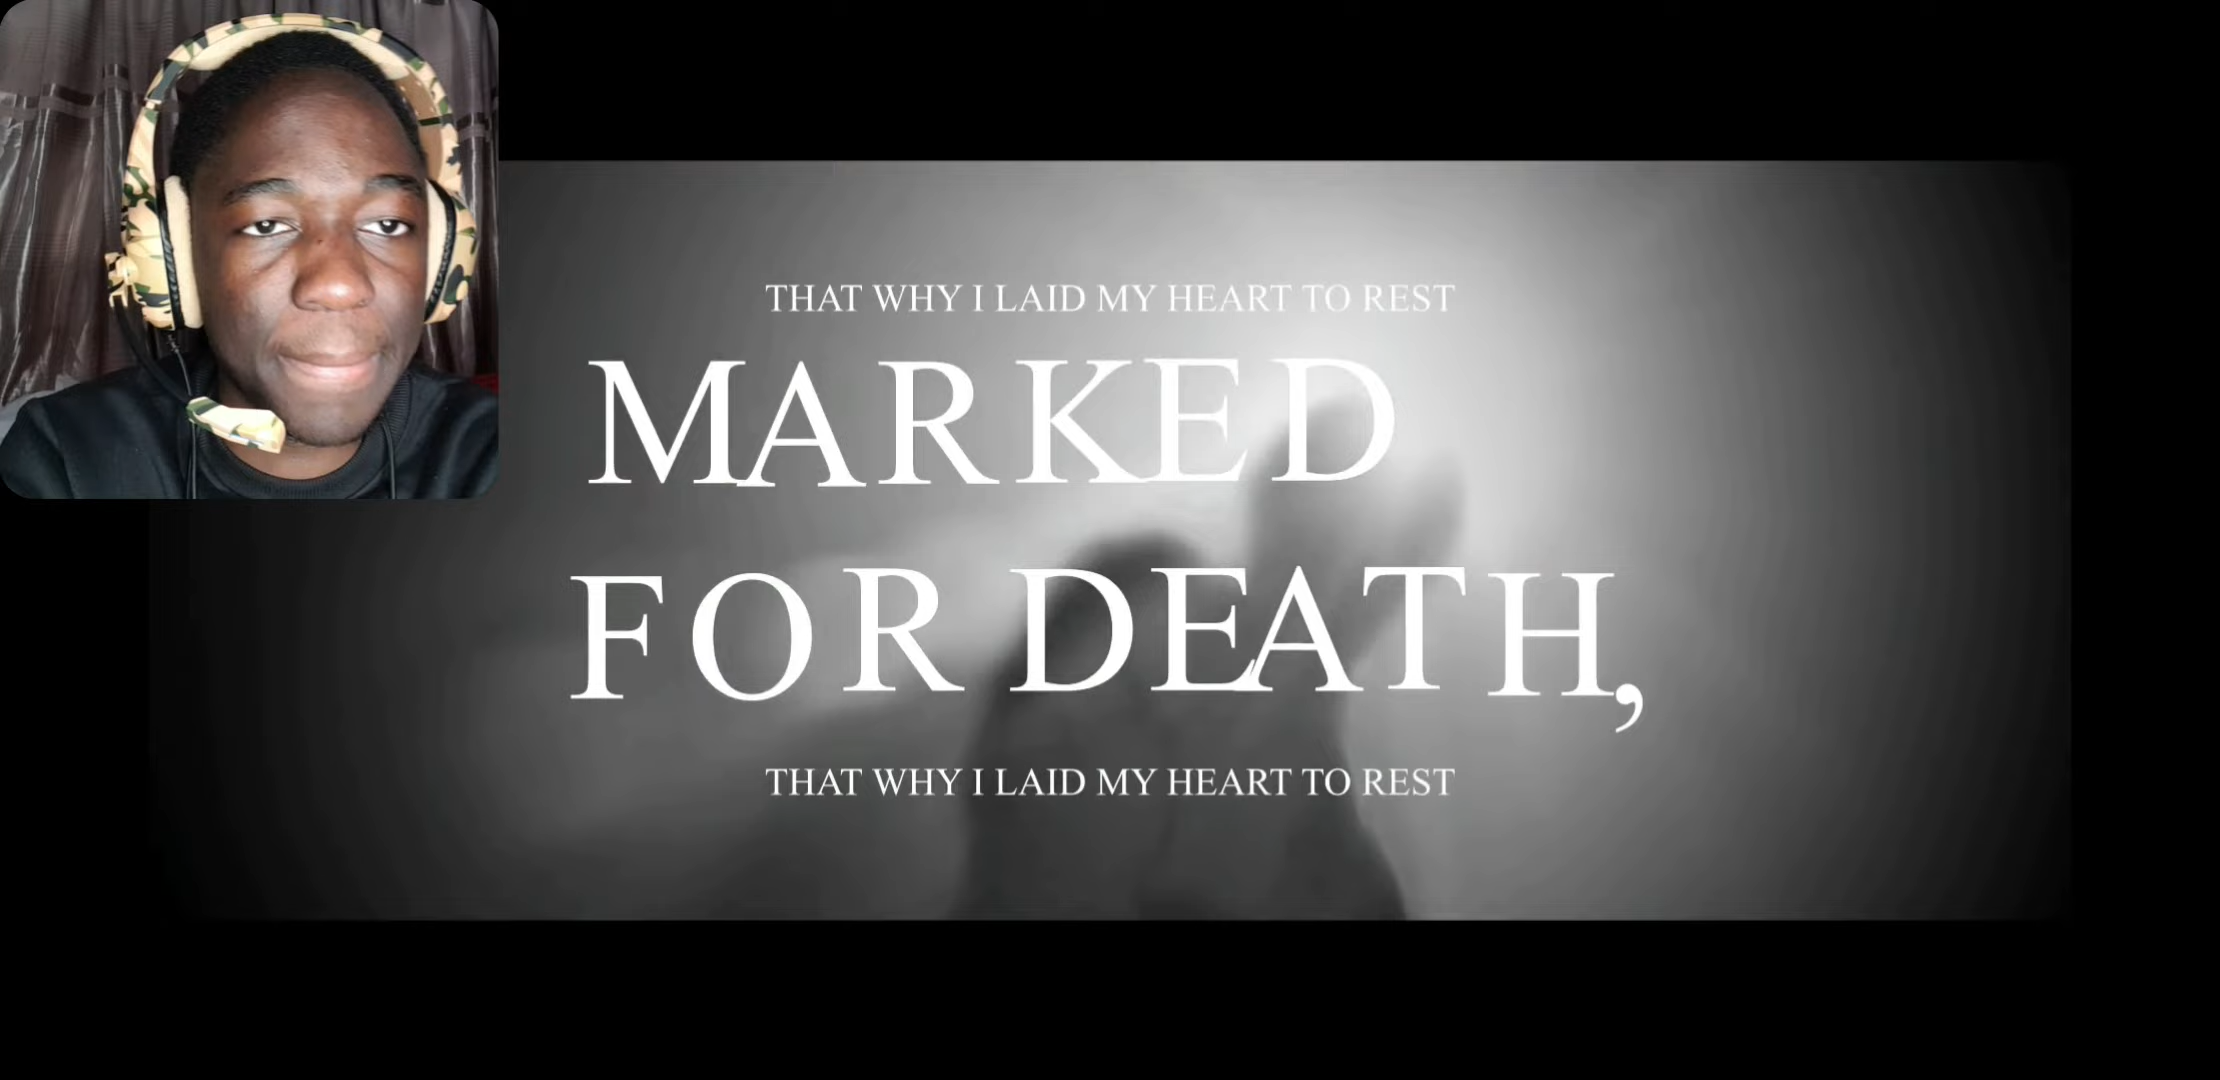 THAT WHY I LAID MY HEART TO REST
MARKED
FOR DEATH,
THAT WHY I LAID MY HEART TO REST